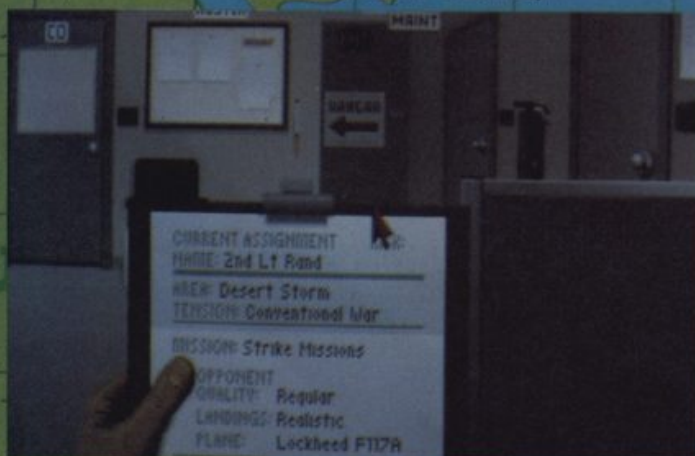 ROSTER
CO
MAINT
HANGAR
CURRENT ASSIGNMENT
NAME: 2nd Lt Rand
AREA: Desert Storm
TENSION: Conventional War
MISSION: Strike Missions
OPPONENT
QUALITY: Regular
LANDINGS: Realistic
PLANE: Lockheed F117A